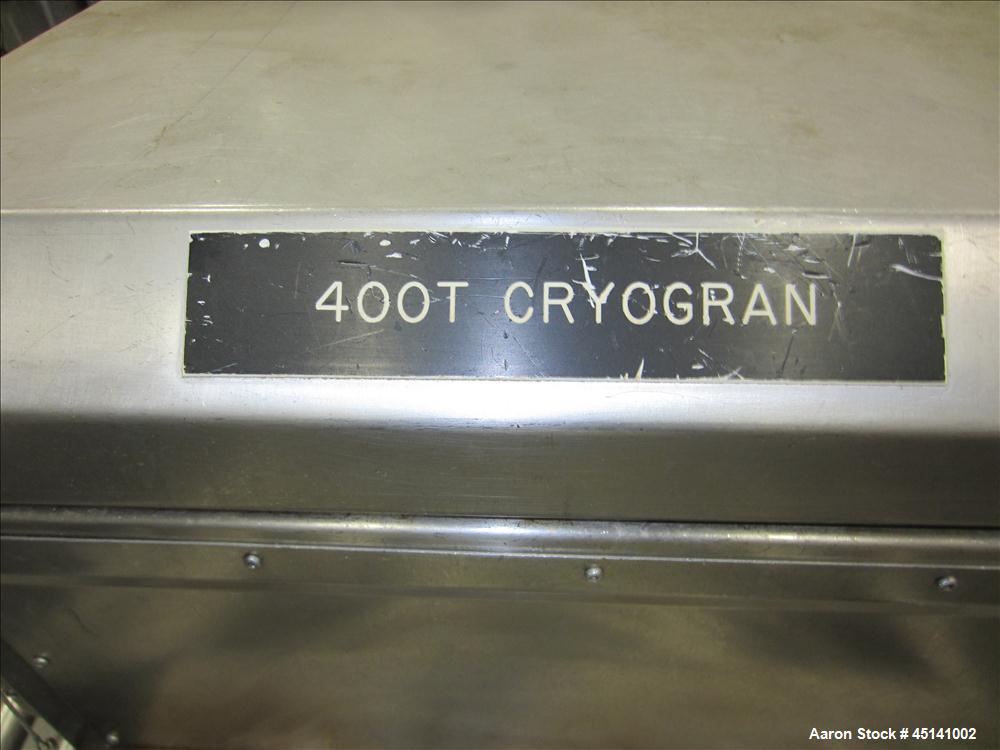 400T CRYOGRAN
Aaron Stock # 45141002